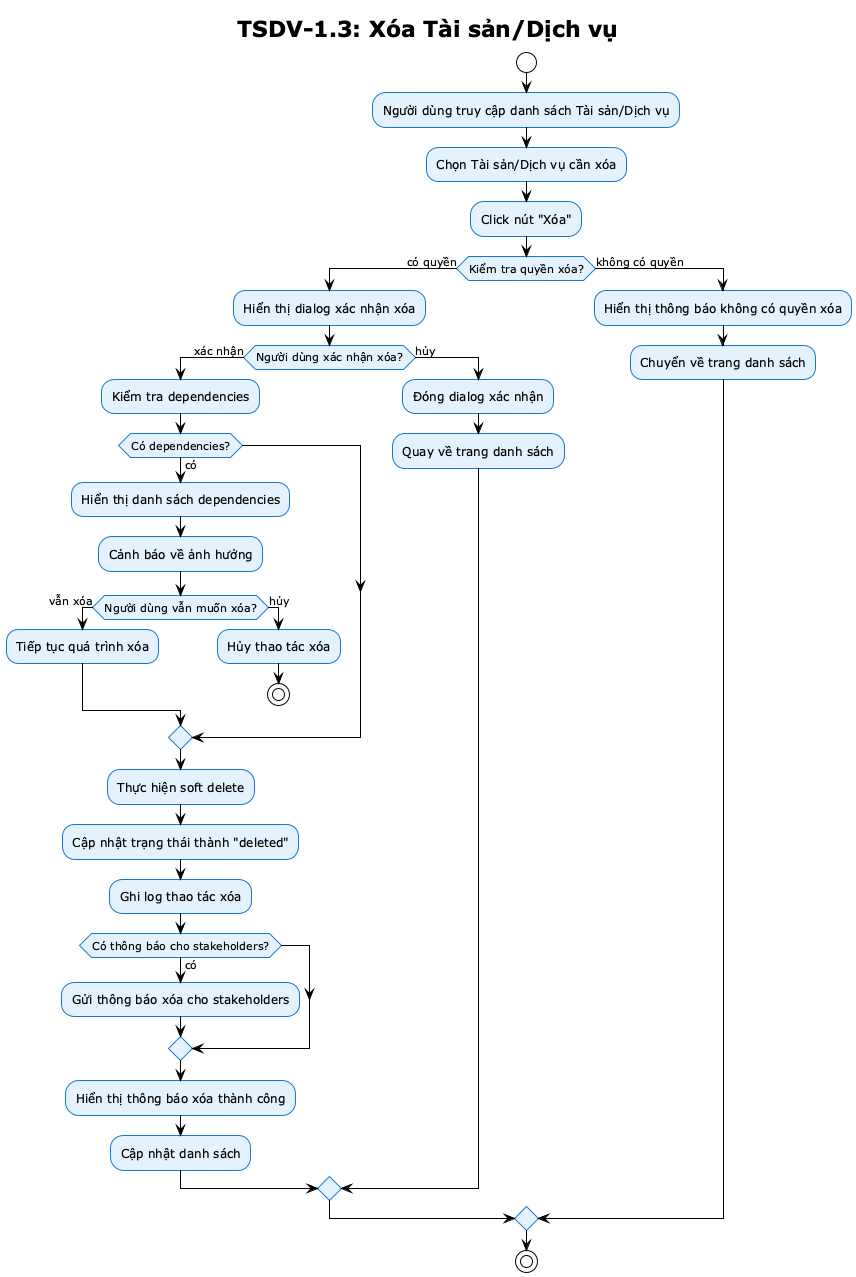 TSDV-1.3: Xóa Tài sản/Dịch vụ
Người dùng truy cập danh sách Tài sản/Dịch vụ
Chọn Tài sản/Dịch vụ cần xóa
Click nút "Xóa"
có quyền
Kiểm tra quyền xóa?
không có quyền
Hiển thị dialog xác nhận xóa
Hiển thị thông báo không có quyền xóa
xác nhận
Người dùng xác nhận xóa?
hủy
Chuyển về trang danh sách
Kiểm tra dependencies
Đóng dialog xác nhận
Có dependencies?
có
Quay về trang danh sách
Hiển thị danh sách dependencies
Cảnh báo về ảnh hưởng
vẫn xóa
Người dùng vẫn muốn xóa?
hủy
Tiếp tục quá trình xóa
Hủy thao tác xóa
Thực hiện soft delete
Cập nhật trạng thái thành "deleted"
Ghi log thao tác xóa
Có thông báo cho stakeholders?
có
Gửi thông báo xóa cho stakeholders
Hiển thị thông báo xóa thành công
Cập nhật danh sách